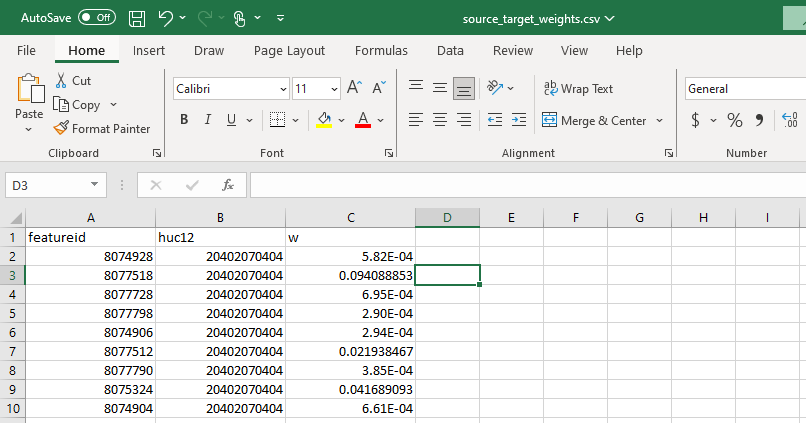 AutoSave Off source_target_weights.csv
File Home Insert Draw Page Layout Formulas Data Review View Help
Paste Cut Copy Format Painter
Calibri 11
B I U A
ab Wrap Text
Merge & Center
General
$ % 9
Clipboard Font Alignment Number
D3 fx
A B C D E F G H I
1 featureid huc12 w
2 8074928 20402070404 5.82E-04
3 8077518 20402070404 0.094088853
4 8077728 20402070404 6.95E-04
5 8077798 20402070404 2.90E-04
6 8074906 20402070404 2.94E-04
7 8077512 20402070404 0.021938467
8 8077790 20402070404 3.85E-04
9 8075324 20402070404 0.041689093
10 8074904 20402070404 6.61E-04